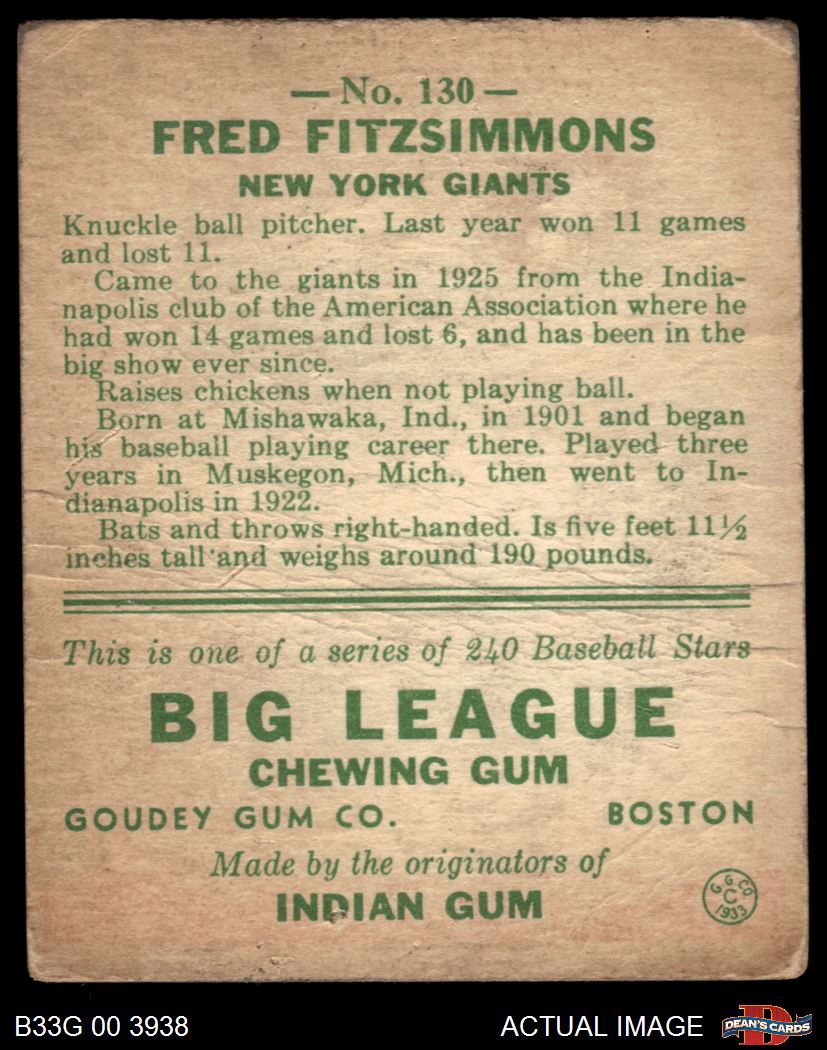 — No. 130 —
FRED FITZSIMMONS
NEW YORK GIANTS
Knuckle ball pitcher. Last year won 11 games
and lost 11.
Came to the giants in 1925 from the India-
napolis club of the American Association where he
had won 14 games and lost 6, and has been in the
big show ever since.
Raises chickens when not playing ball.
Born at Mishawaka, Ind., in 1901 and began
his baseball playing career there. Played three
years in Muskegon, Mich., then went to In-
dianapolis in 1922.
Bats and throws right-handed. Is five feet 11½
inches tall and weighs around 190 pounds.
This is one of a series of 240 Baseball Stars
BIG LEAGUE
CHEWING GUM
GOUDEY GUM CO. BOSTON
Made by the originators of
INDIAN GUM
G.G.CO.
C
1933
B33G 00 3938 ACTUAL IMAGE
D
DEAN'S CARDS